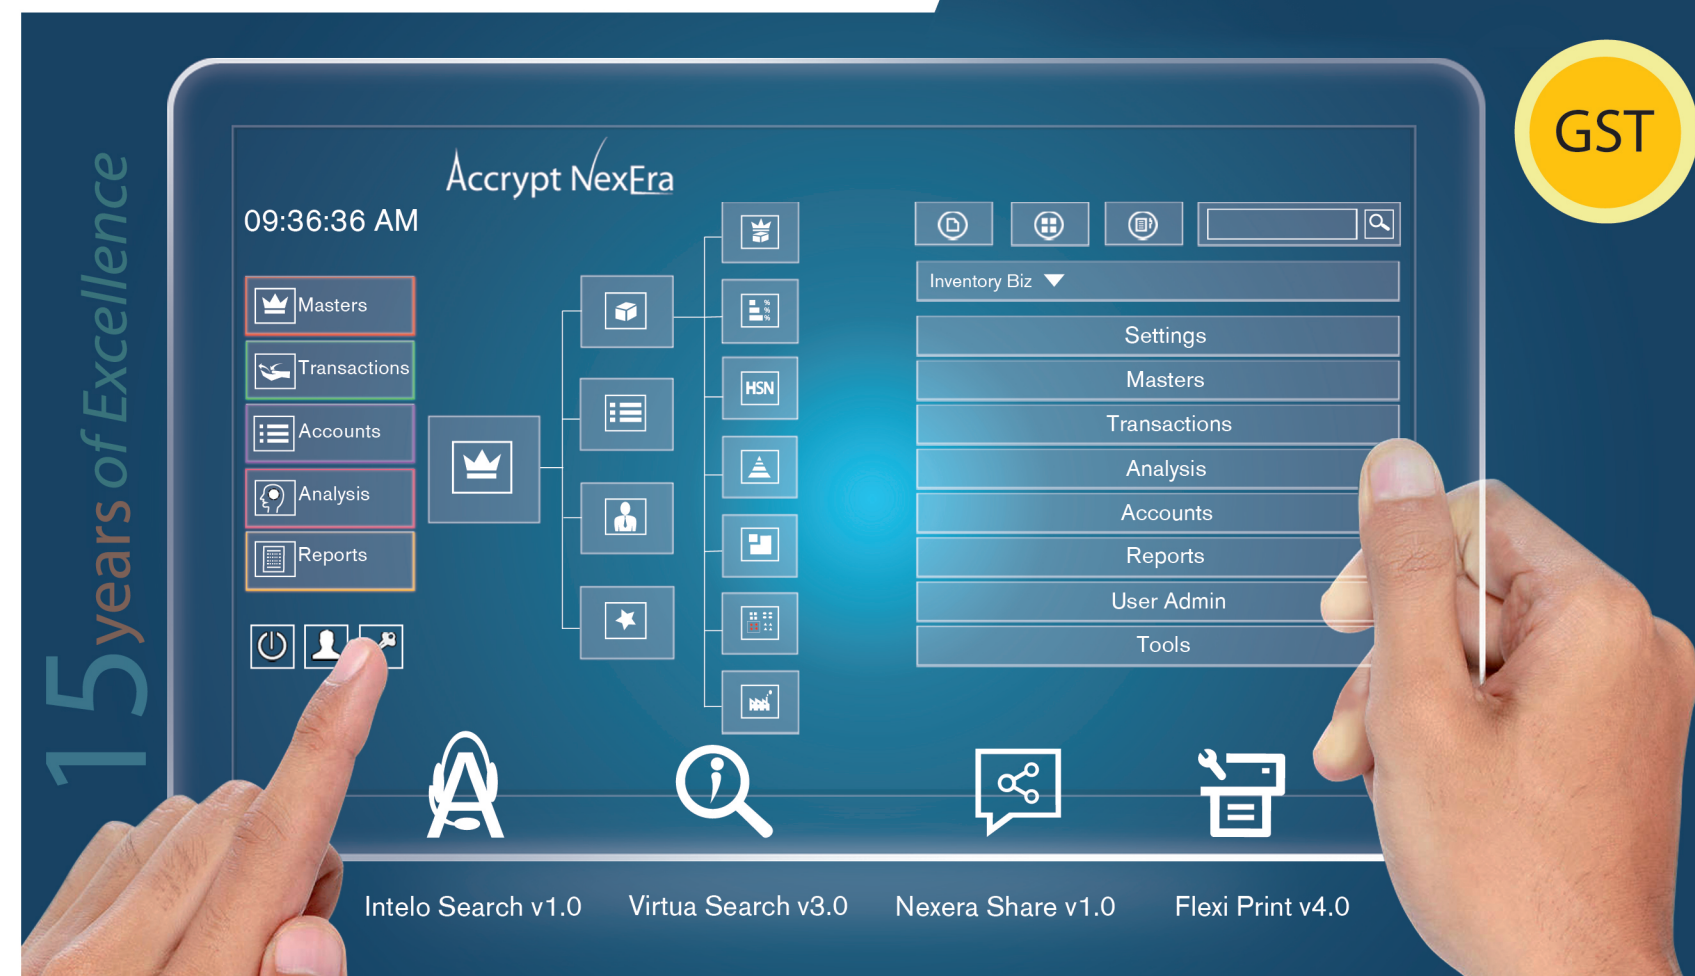 GST
15 years of Excellence
Accrypt NexEra
09:36:36 AM
Masters
Transactions
Accounts
Analysis
Reports
%
%
%
HSN
Inventory Biz
Settings
Masters
Transactions
Analysis
Accounts
Reports
User Admin
Tools
Intelo Search v1.0
Virtua Search v3.0
Nexera Share v1.0
Flexi Print v4.0